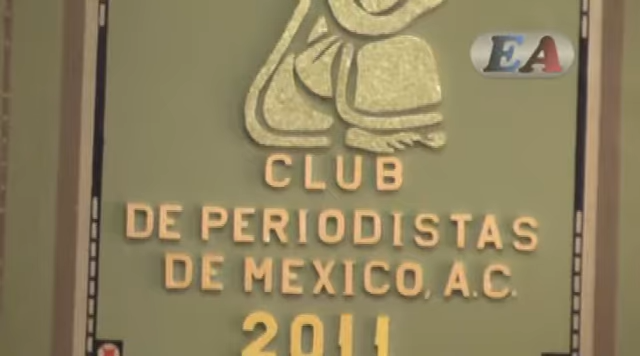 EA
CLUB
DE PERIODISTAS
DE MEXICO, A.C.
2011